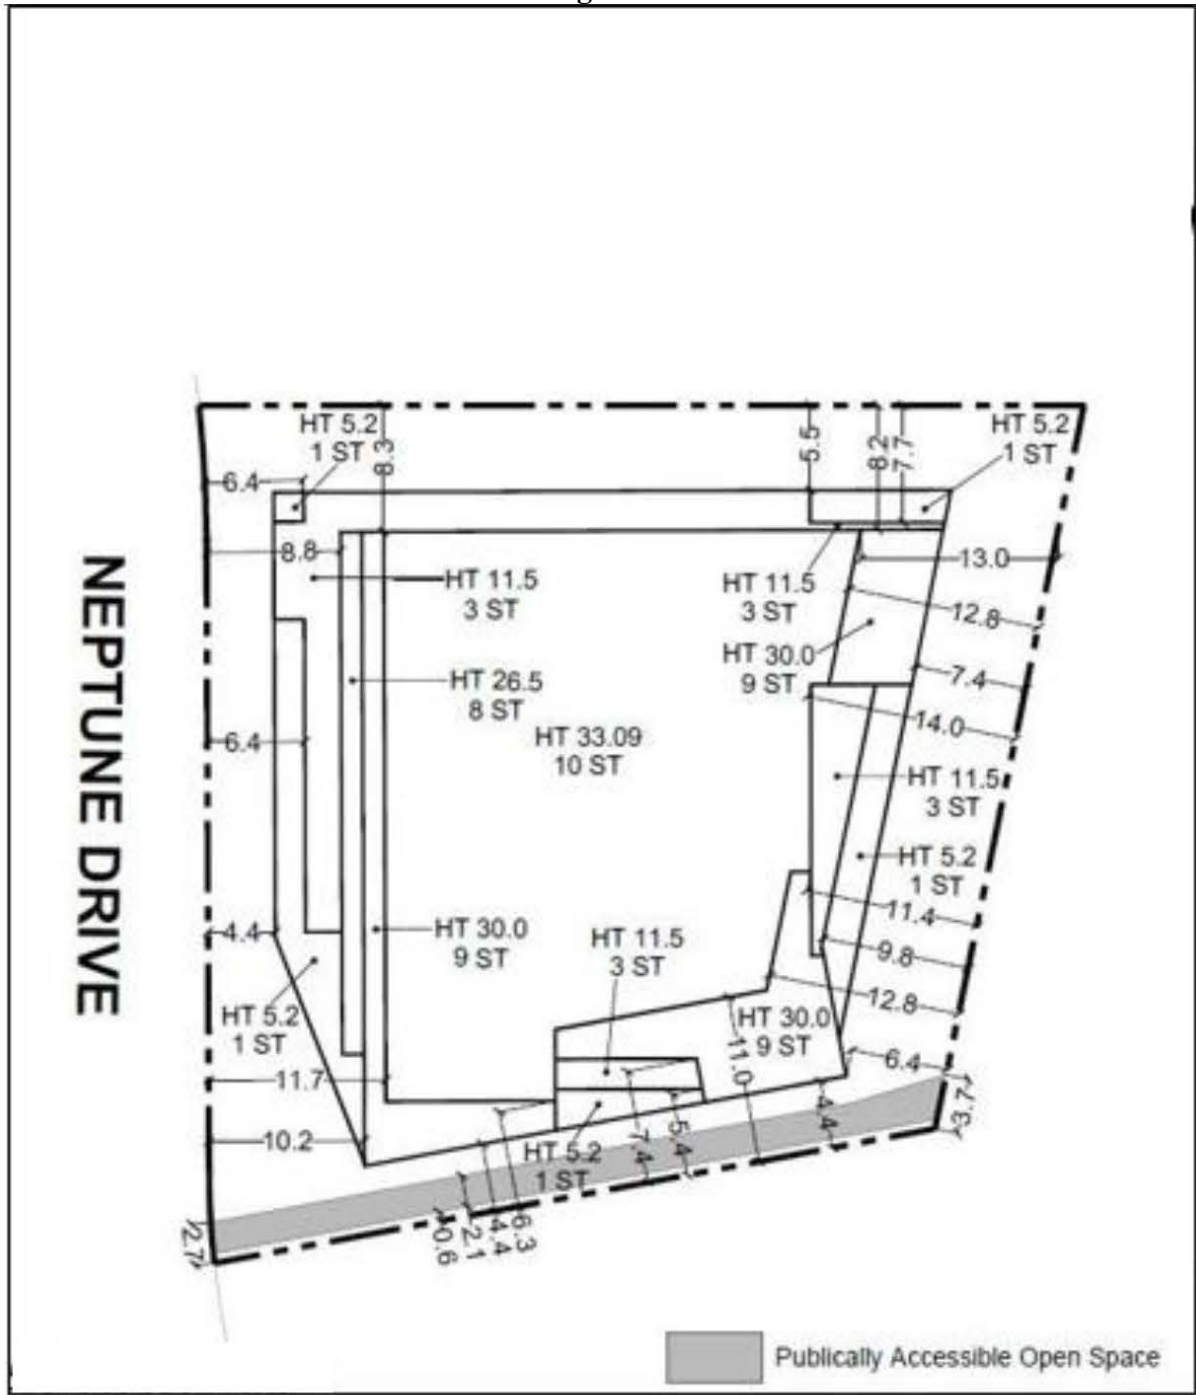 HT 5.2
1 ST
8.3
5.5
8.2
7.7
HT 5.2
1 ST
6.4
8.8
HT 11.5
3 ST
HT 11.5
3 ST
13.0
12.8
HT 30.0
9 ST
7.4
HT 26.5
8 ST
14.0
HT 33.09
10 ST
6.4
HT 11.5
3 ST
NEPTUNE DRIVE
HT 5.2
1 ST
11.4
4.4
HT 30.0
9 ST
HT 11.5
3 ST
9.8
12.8
HT 5.2
1 ST
HT 30.0
9 ST
11.0
6.4
11.7
3.7
4.4
10.2
HT 5.2
1 ST
7.4
5.4
2.7
0.6
2.1
4.4
6.3
Publically Accessible Open Space